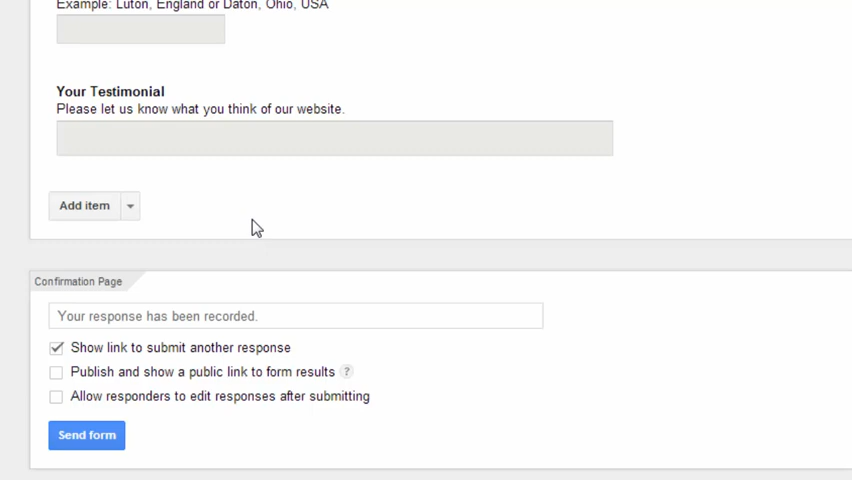 Example: Luton, England or Daton, Ohio, USA
Your Testimonial
Please let us know what you think of our website.
Add item
Confirmation Page
Your response has been recorded.
Show link to submit another response
Publish and show a public link to form results ?
Allow responders to edit responses after submitting
Send form